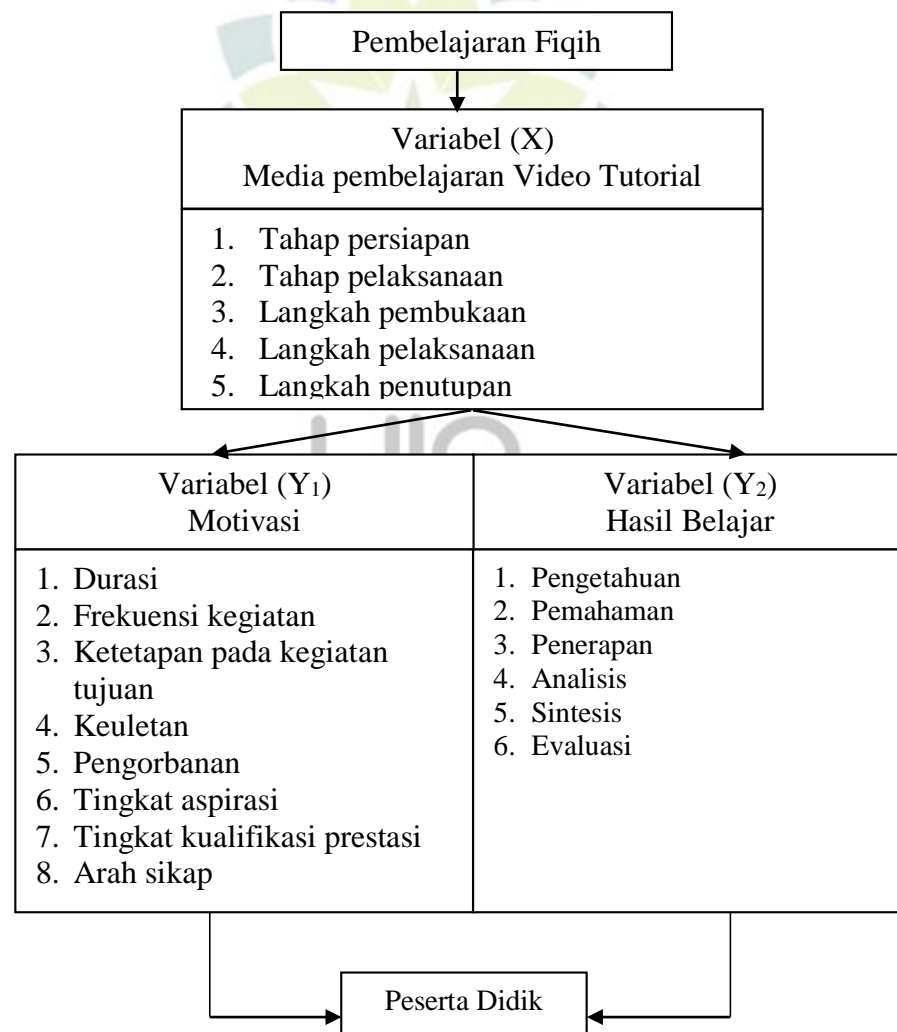 Pembelajaran Fiqih
Variabel (X)
Media pembelajaran Video Tutorial
1. Tahap persiapan
2. Tahap pelaksanaan
3. Langkah pembukaan
4. Langkah pelaksanaan
5. Langkah penutupan
Variabel (Y₁)
Motivasi
1. Durasi
2. Frekuensi kegiatan
3. Ketetapan pada kegiatan
tujuan
4. Keuletan
5. Pengorbanan
6. Tingkat aspirasi
7. Tingkat kualifikasi prestasi
8. Arah sikap
Variabel (Y₂)
Hasil Belajar
1. Pengetahuan
2. Pemahaman
3. Penerapan
4. Analisis
5. Sintesis
6. Evaluasi
Peserta Didik